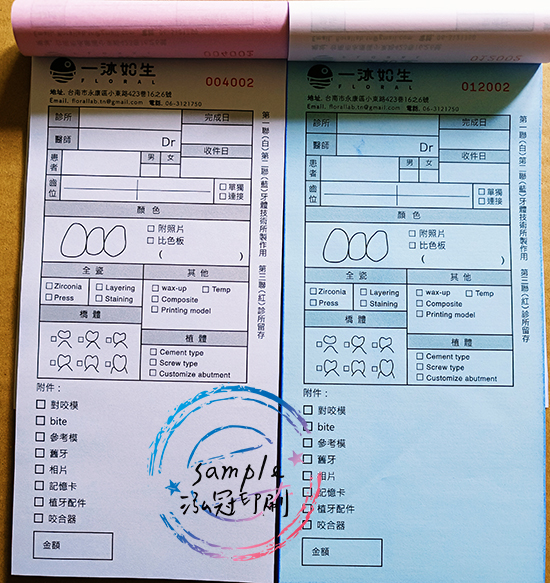 一沐如生
FLORAL
004002
地址. 台南市永康區小東路423巷16之6號
Email. florallab.tn@gmail.com 電話. 06-3121750
診所
完成日
醫師
Dr
患者
男
女
收件日
齒位
單獨
連接
顏色
附照片
比色板
( )
全瓷
其他
Zirconia
Layering
Press
Staining
wax-up
Temp
Composite
Printing model
橋體
植體
Cement type
Screw type
Customize abutment
附件：
對咬模
bite
參考模
舊牙
相片
記憶卡
植牙配件
咬合器
金額
第一聯(白)第二聯(藍)牙體技術所製作用 第三聯(紅)診所留存
一沐如生
FLORAL
012002
地址. 台南市永康區小東路423巷16之6號
Email. florallab.tn@gmail.com 電話. 06-3121750
診所
完成日
醫師
Dr
患者
男
女
收件日
齒位
單獨
連接
顏色
附照片
比色板
( )
全瓷
其他
Zirconia
Layering
Press
Staining
wax-up
Temp
Composite
Printing model
橋體
植體
Cement type
Screw type
Customize abutment
附件：
對咬模
bite
參考模
舊牙
相片
記憶卡
植牙配件
咬合器
金額
第一聯(白)第二聯(藍)牙體技術所製作用 第三聯(紅)診所留存
sample
泓冠印刷